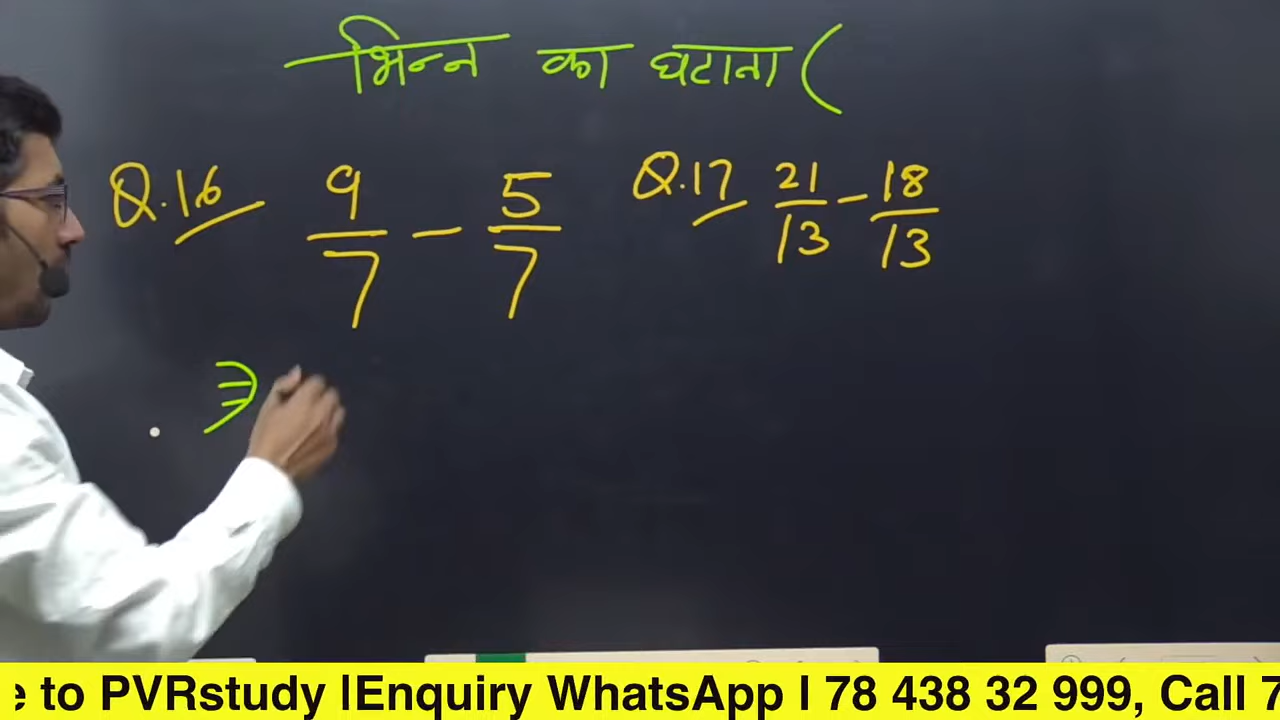 भिन्न का घटाना (
Q.16 9/7 - 5/7
Q.17 21/13 - 18/13
⇒
e to PVRstudy |Enquiry WhatsApp | 78 438 32 999, Call 7